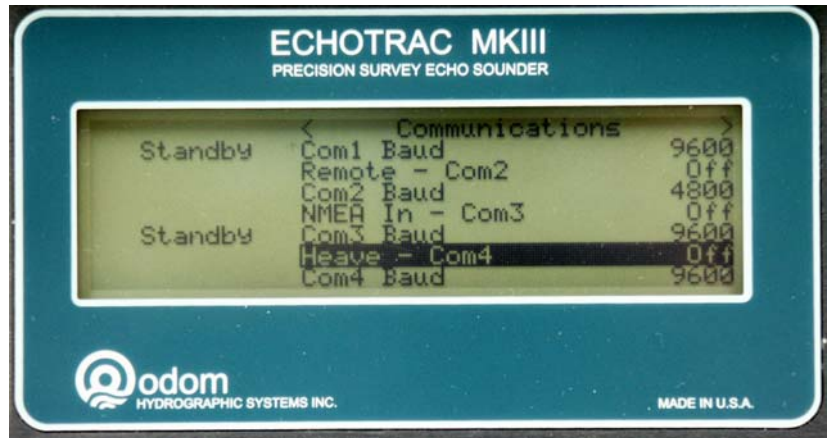 ECHOTRAC MKIII
PRECISION SURVEY ECHO SOUNDER
< Communications >
Standby Com1 Baud 9600
Remote - Com2 Off
Com2 Baud 4800
NMEA In - Com3 Off
Standby Com3 Baud 9600
Heave - Com4 Off
Com4 Baud 9600
odom
HYDROGRAPHIC SYSTEMS INC.
MADE IN U.S.A.